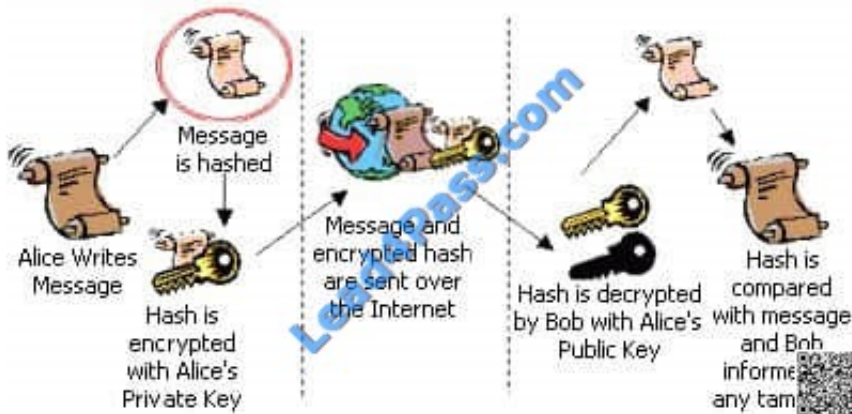 Alice Writes
Message
Message
is hashed
Hash is
encrypted
with Alice's
Private Key
Message and
encrypted hash
are sent over
the Internet
Hash is decrypted
by Bob with Alice's
Public Key
Hash is
compared
with message
and Bob
any
Lead4Pass.com